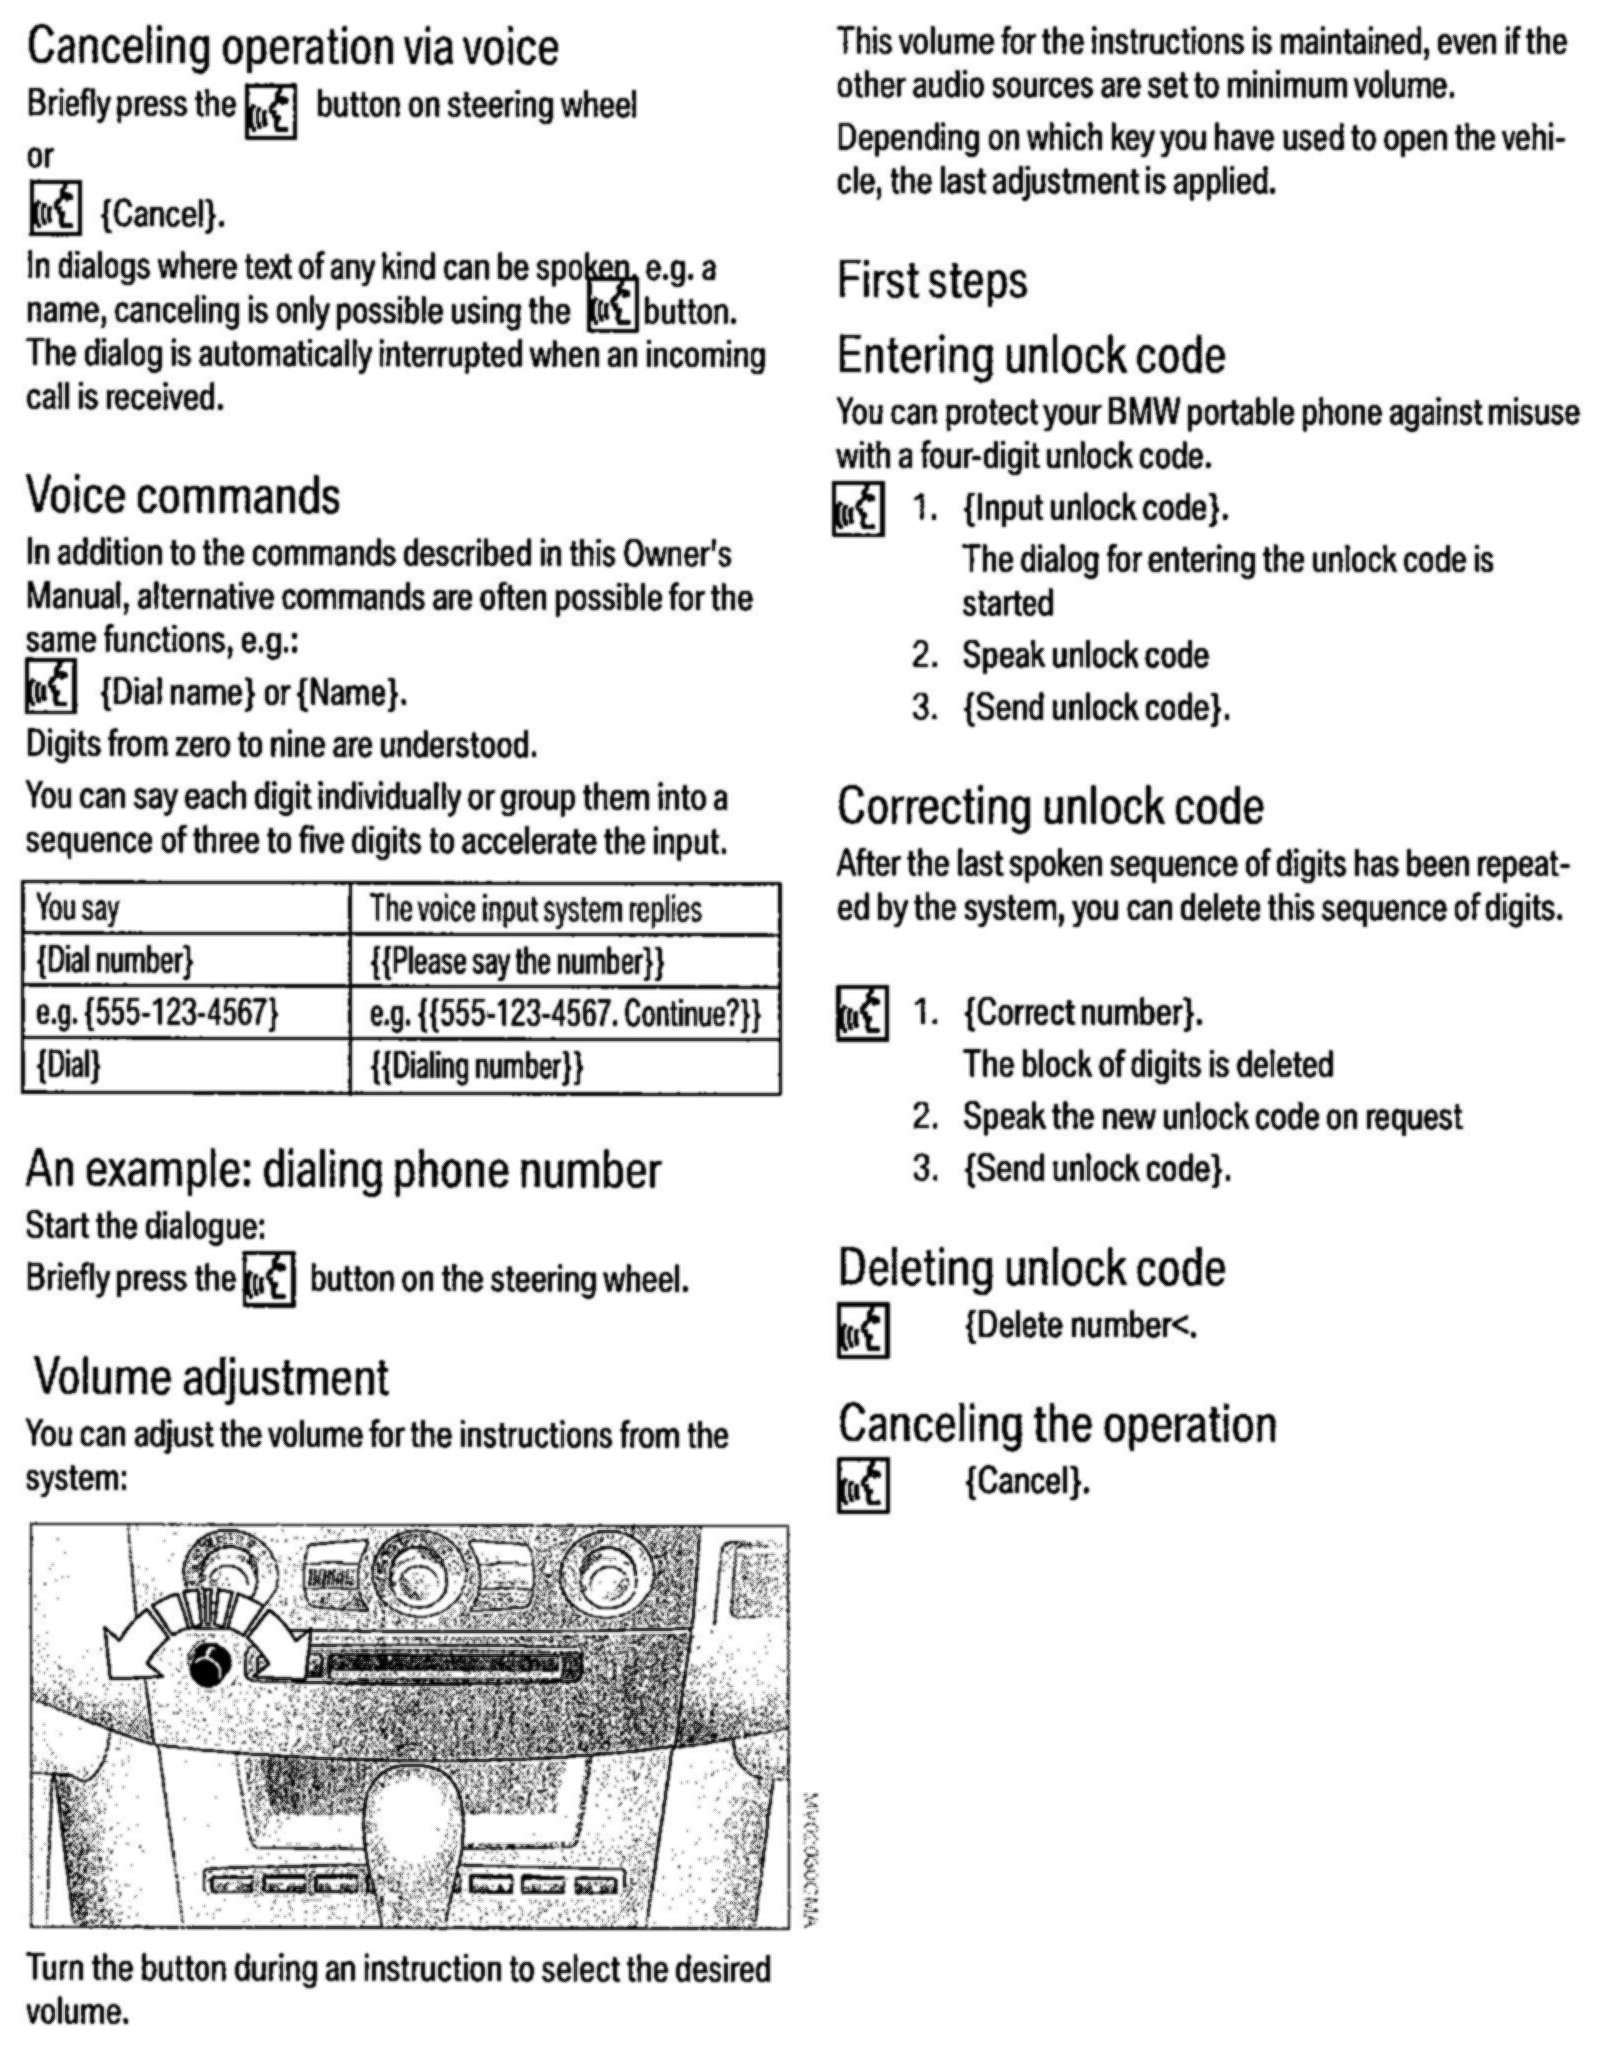 Canceling operation via voice
Briefly press the button on steering wheel
or
{Cancel}.
In dialogs where text of any kind can be spoken, e.g. a
name, canceling is only possible using the button.
The dialog is automatically interrupted when an incoming
call is received.
Voice commands
In addition to the commands described in this Owner's
Manual, alternative commands are often possible for the
same functions, e.g.:
{Dial name} or {Name}.
Digits from zero to nine are understood.
You can say each digit individually or group them into a
sequence of three to five digits to accelerate the input.
You say The voice input system replies
{Dial number} {{Please say the number}}
e.g. {555-123-4567} e.g. {{555-123-4567. Continue?}}
{Dial} {{Dialing number}}
An example: dialing phone number
Start the dialogue:
Briefly press the button on the steering wheel.
Volume adjustment
You can adjust the volume for the instructions from the
system:
Turn the button during an instruction to select the desired
volume.
This volume for the instructions is maintained, even if the
other audio sources are set to minimum volume.
Depending on which key you have used to open the vehi-
cle, the last adjustment is applied.
First steps
Entering unlock code
You can protect your BMW portable phone against misuse
with a four-digit unlock code.
1. {Input unlock code}.
The dialog for entering the unlock code is
started
2. Speak unlock code
3. {Send unlock code}.
Correcting unlock code
After the last spoken sequence of digits has been repeat-
ed by the system, you can delete this sequence of digits.
1. {Correct number}.
The block of digits is deleted
2. Speak the new unlock code on request
3. {Send unlock code}.
Deleting unlock code
{Delete number<.
Canceling the operation
{Cancel}.